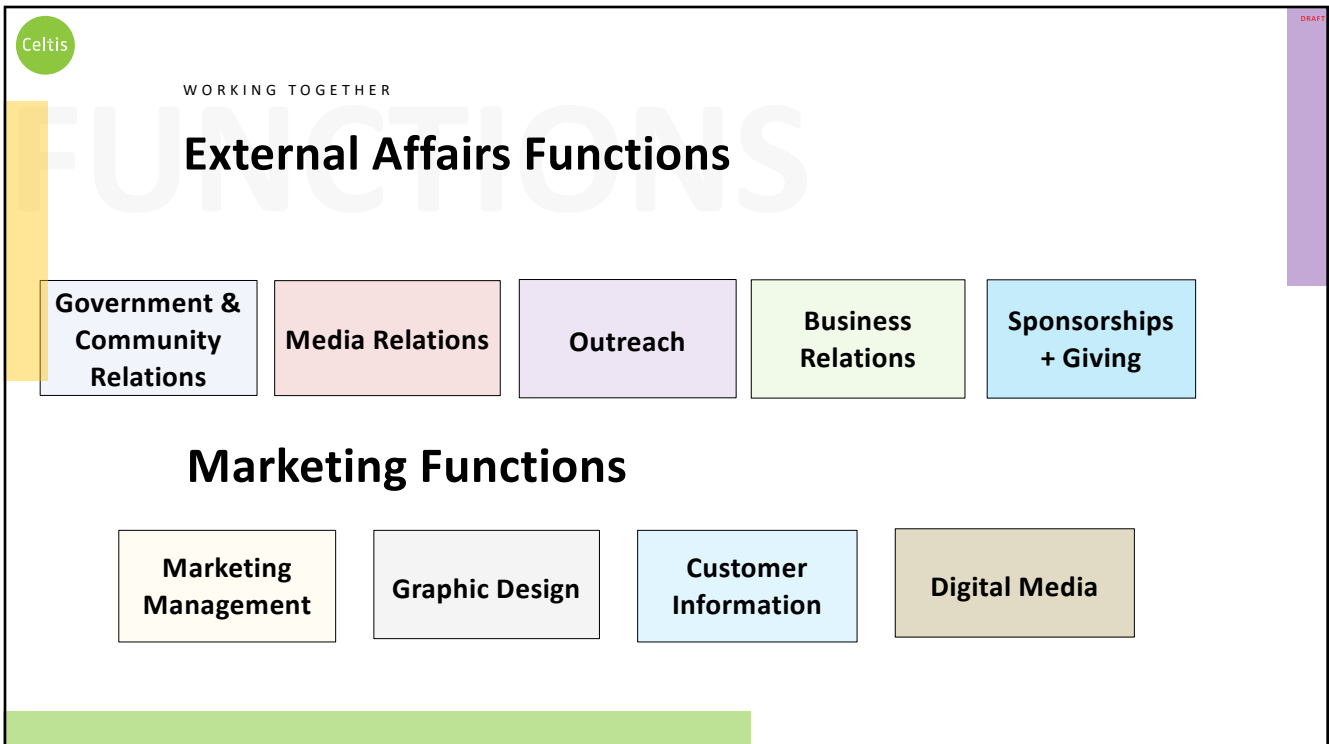 Celtis
DRAFT
WORKING TOGETHER
FUNCTIONS
External Affairs Functions
Government &
Community
Relations
Media Relations
Outreach
Business
Relations
Sponsorships
+ Giving
Marketing Functions
Marketing
Management
Graphic Design
Customer
Information
Digital Media